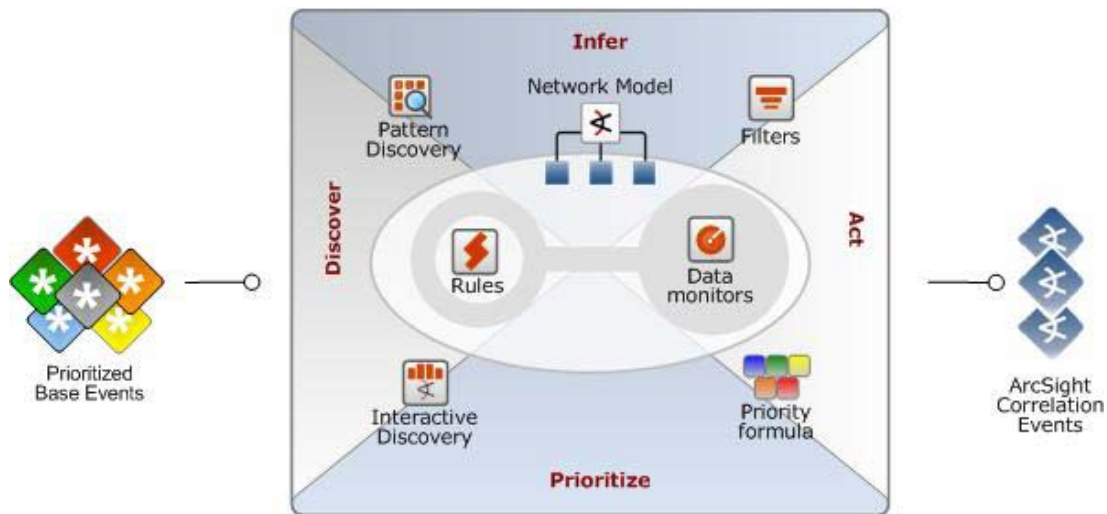 Infer
Network Model
Pattern
Discovery
Filters
Discover
Act
Rules
Data
monitors
Prioritized
Base Events
ArcSight
Correlation
Events
Interactive
Discovery
Priority
formula
Prioritize